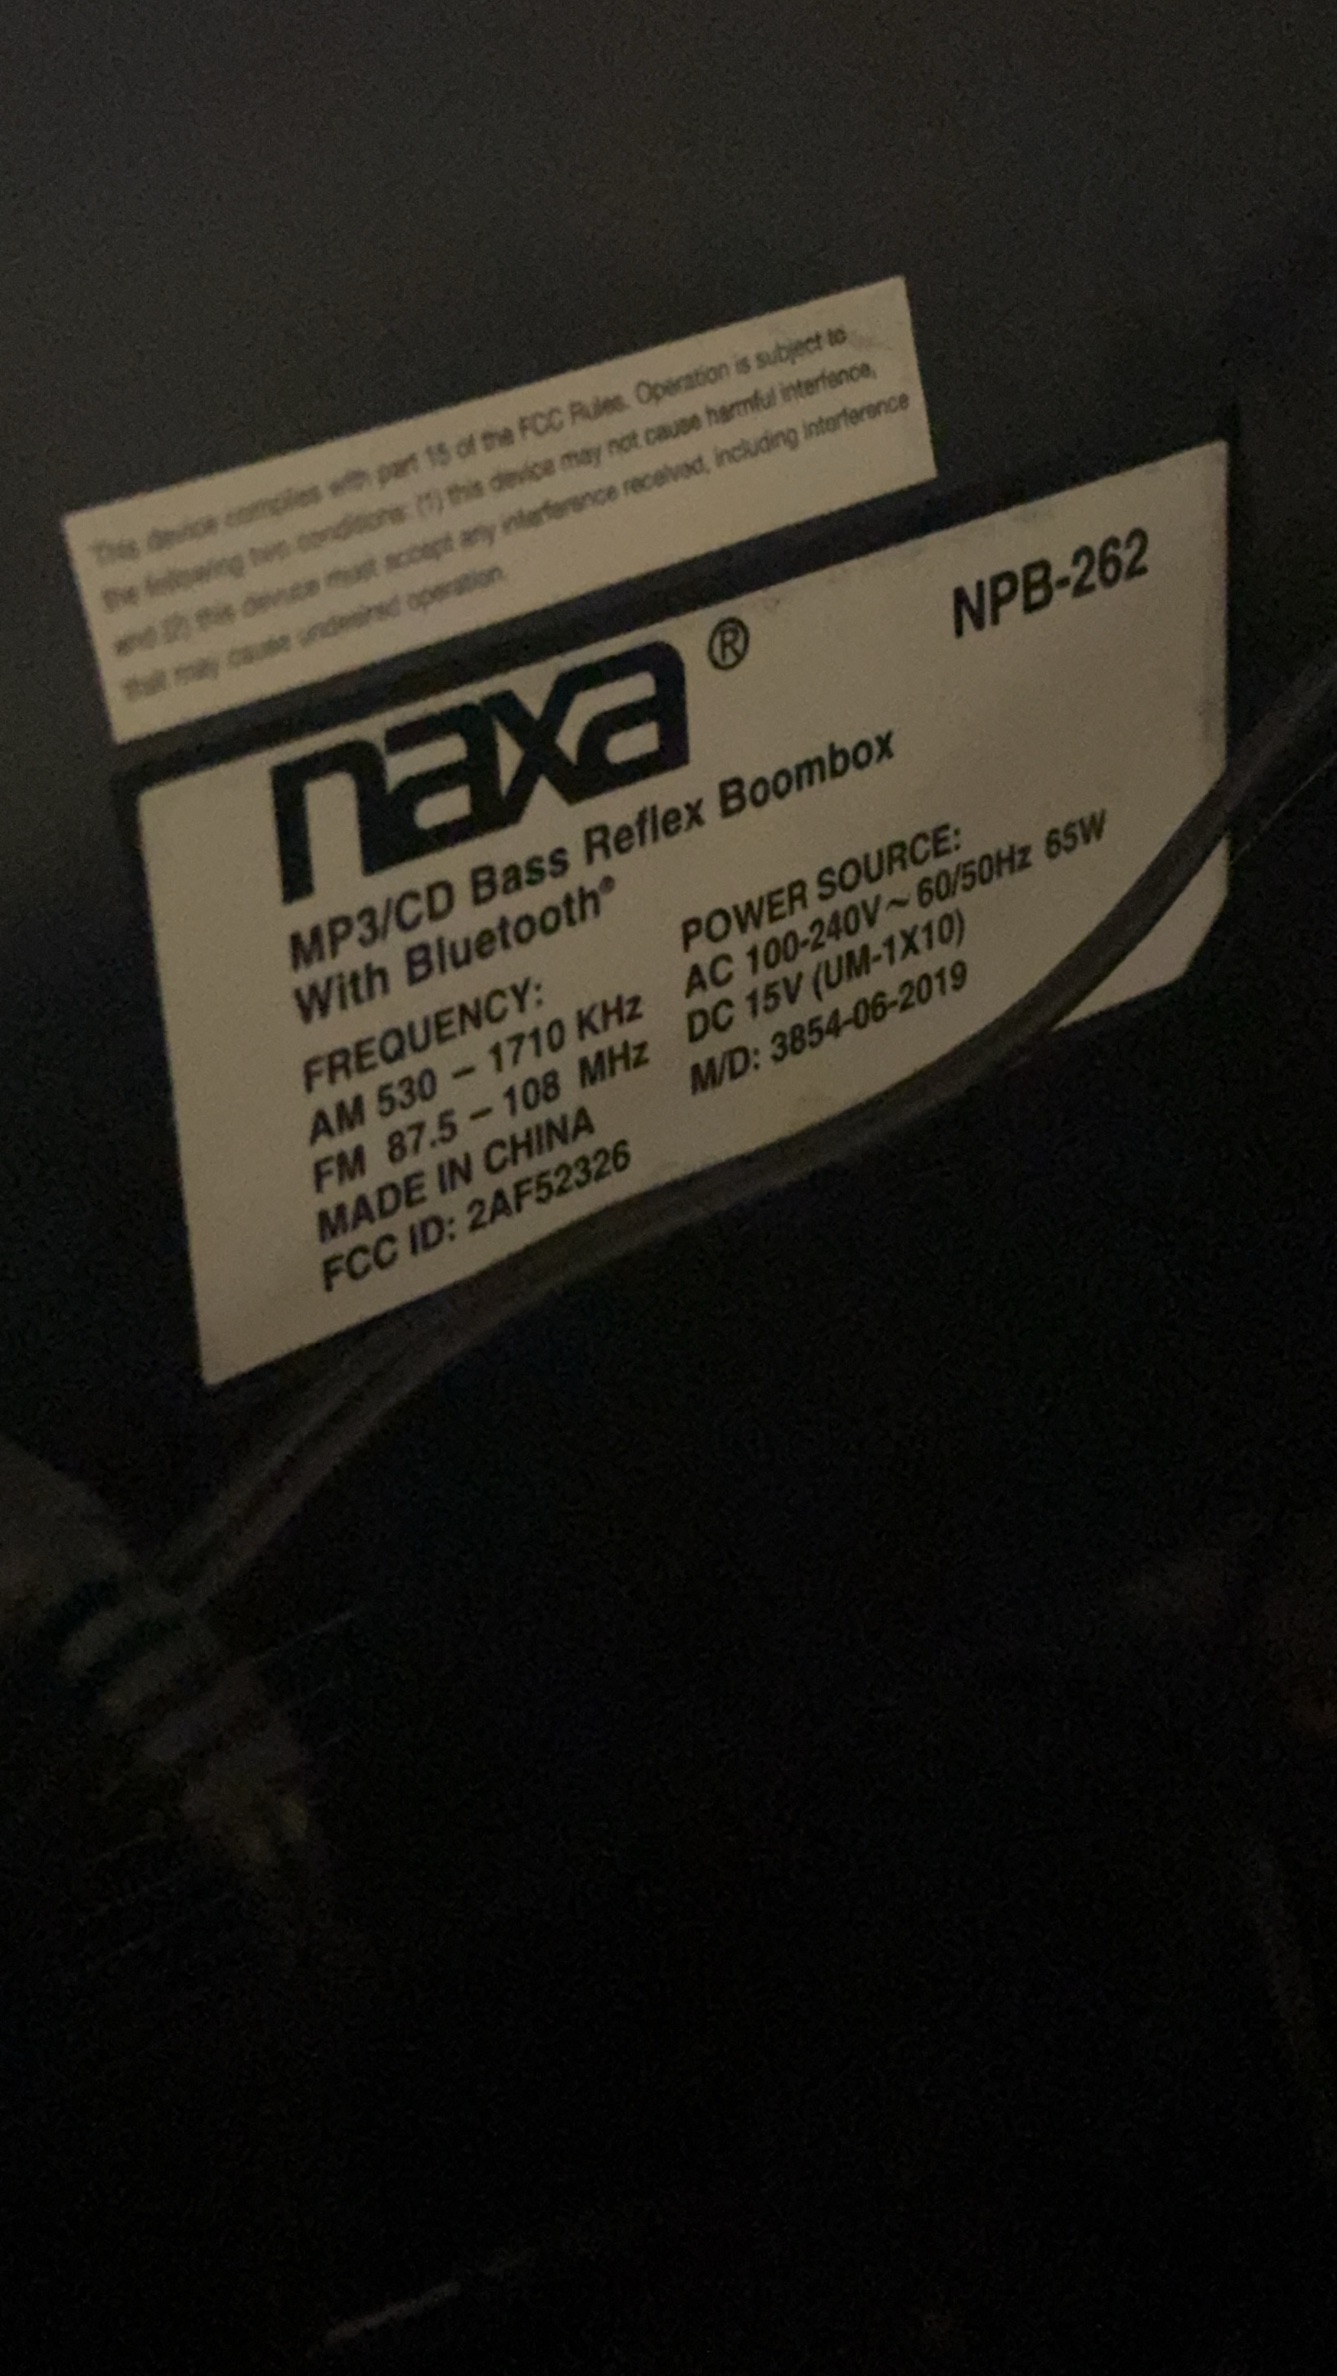 This device complies with part 15 of the FCC Rules. Operation is subject to
the following two conditions: (1) this device may not cause harmful interfence,
and (2) this device must accept any interference received, including interference
that may cause undesired operation.
naxa®
NPB-262
MP3/CD Bass Reflex Boombox
With Bluetooth®
FREQUENCY:
AM 530 – 1710 KHz
FM 87.5 – 108 MHz
MADE IN CHINA
FCC ID: 2AF52326
POWER SOURCE:
AC 100-240V~ 60/50Hz 65W
DC 15V (UM-1X10)
M/D: 3854-06-2019